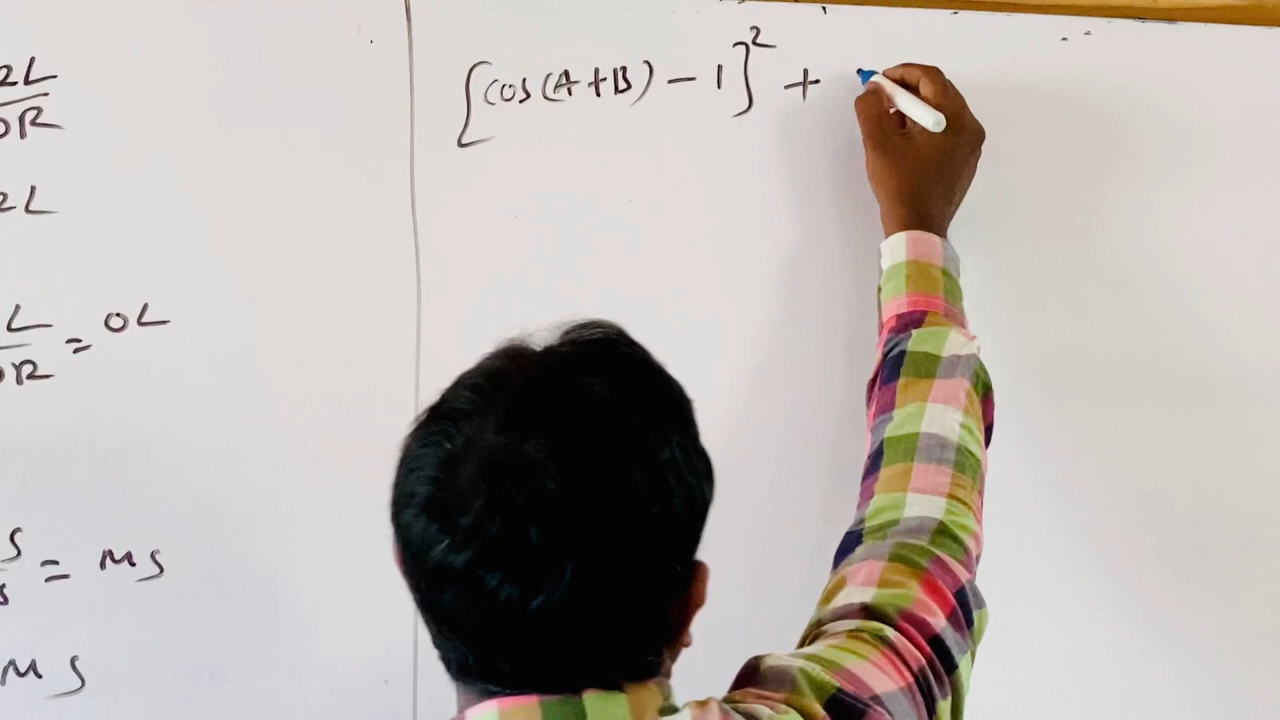 2L
OR
2L
L
OR = OL
S
s = MS
MS
[cos(A+B) - 1]² +